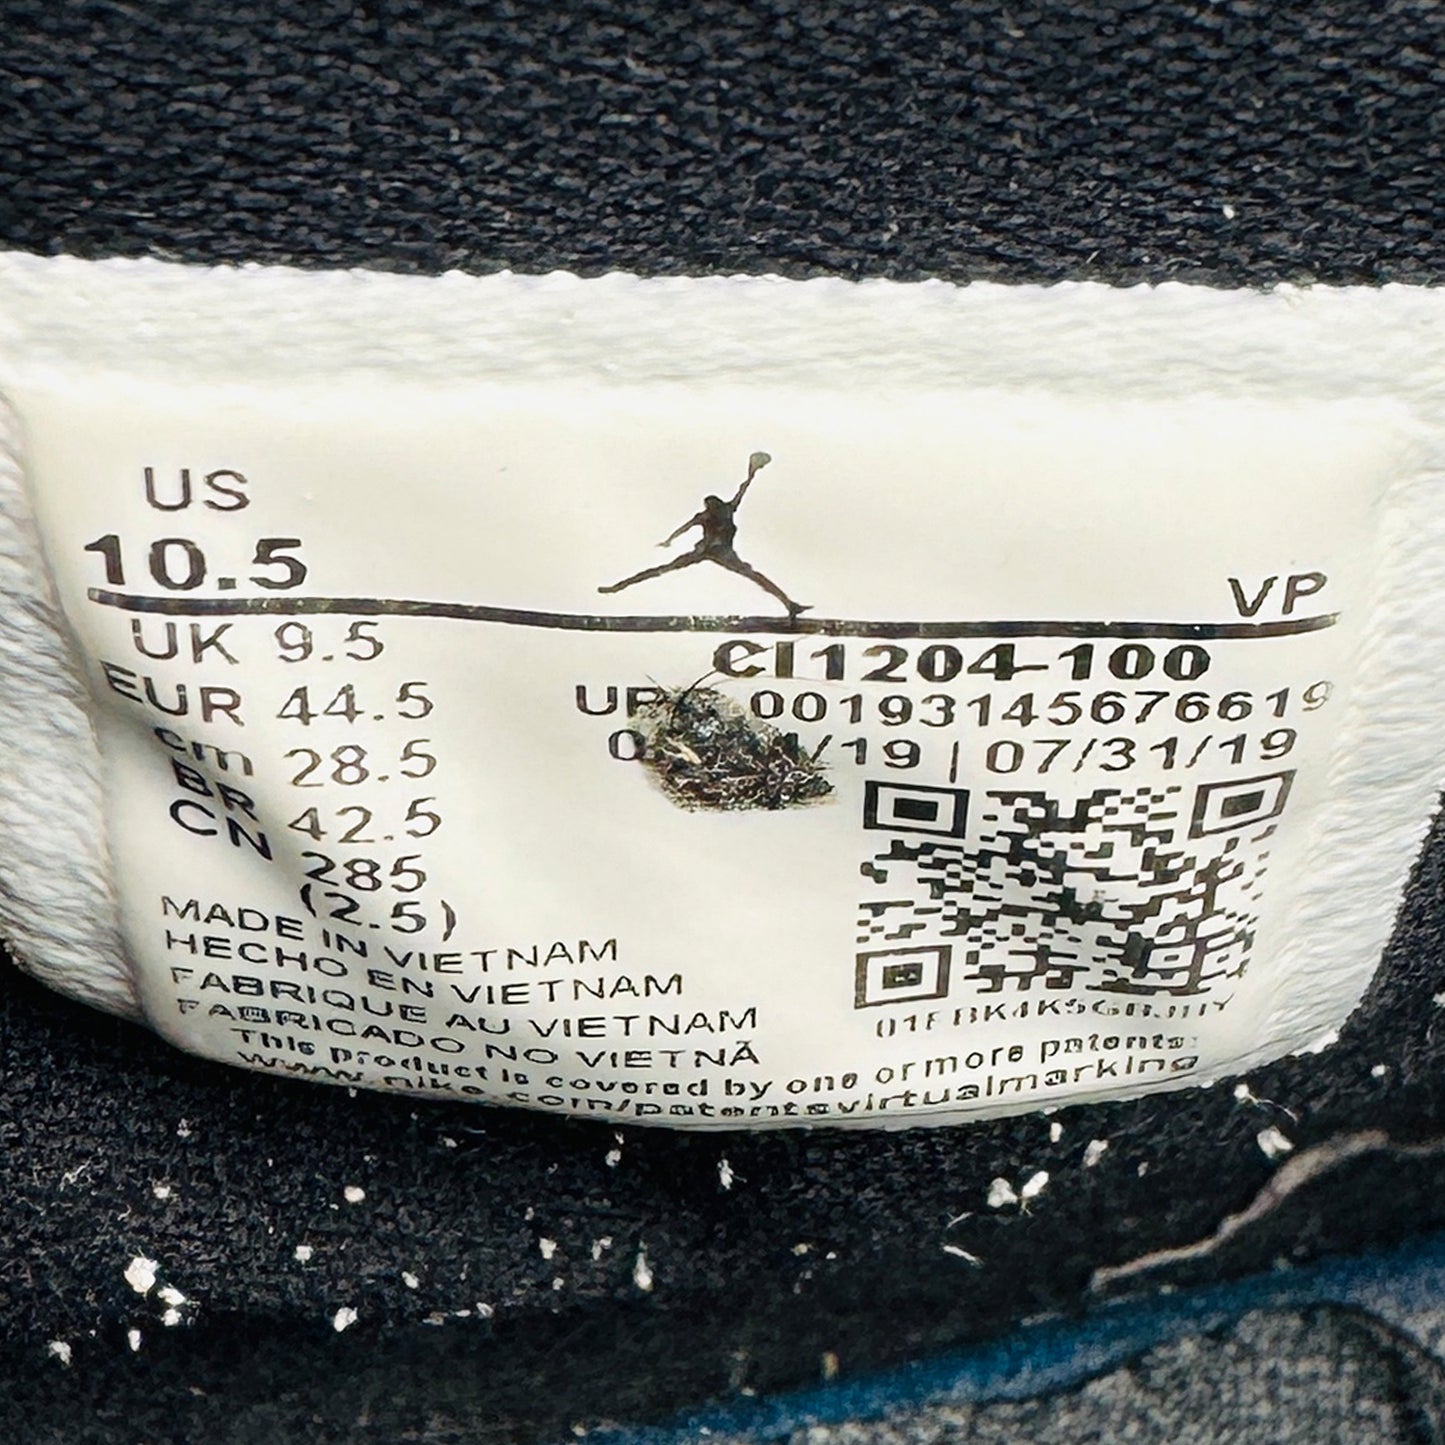 US
10.5
VP
UK 9.5
CI1204-100
EUR 44.5
00193145676619
cm 28.5
/19 | 07/31/19
BR 42.5
CN 285
(2.5)
MADE IN VIETNAM
HECHO EN VIETNAM
FABRIQUE AU VIETNAM
FABRICADO NO VIETNÃ
This product is covered by one or more patents:
www.nike.com/patentsvirtualmarking